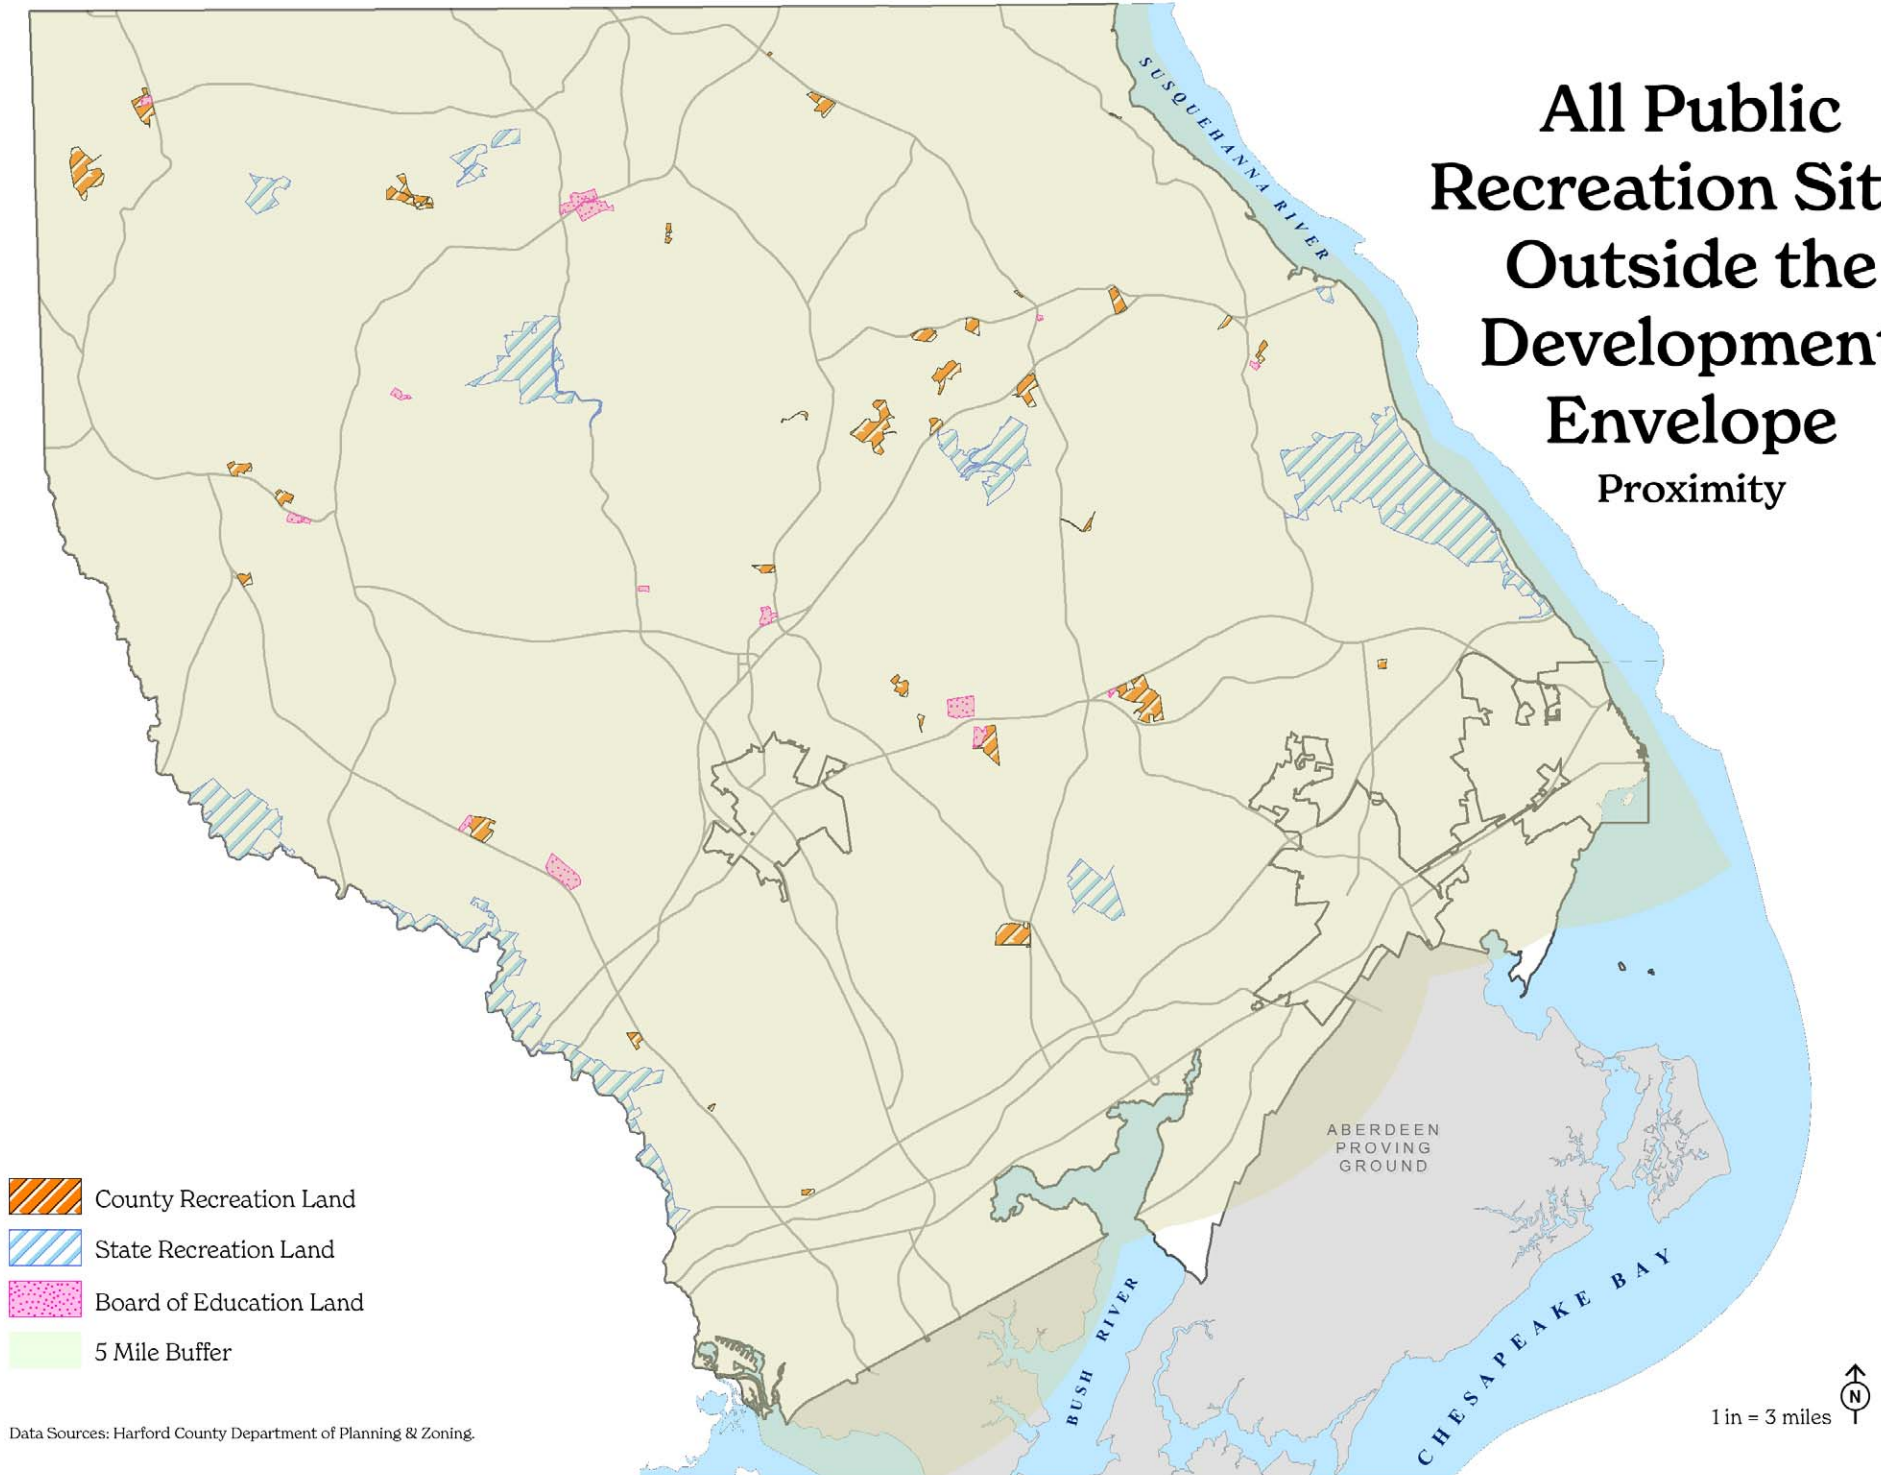 All Public
Recreation Sit
Outside the
Development
Envelope
Proximity
SUSQUEHANNA RIVER
ABERDEEN
PROVING
GROUND
BUSH RIVER
CHESAPEAKE BAY
County Recreation Land
State Recreation Land
Board of Education Land
5 Mile Buffer
Data Sources: Harford County Department of Planning & Zoning.
1 in = 3 miles
N